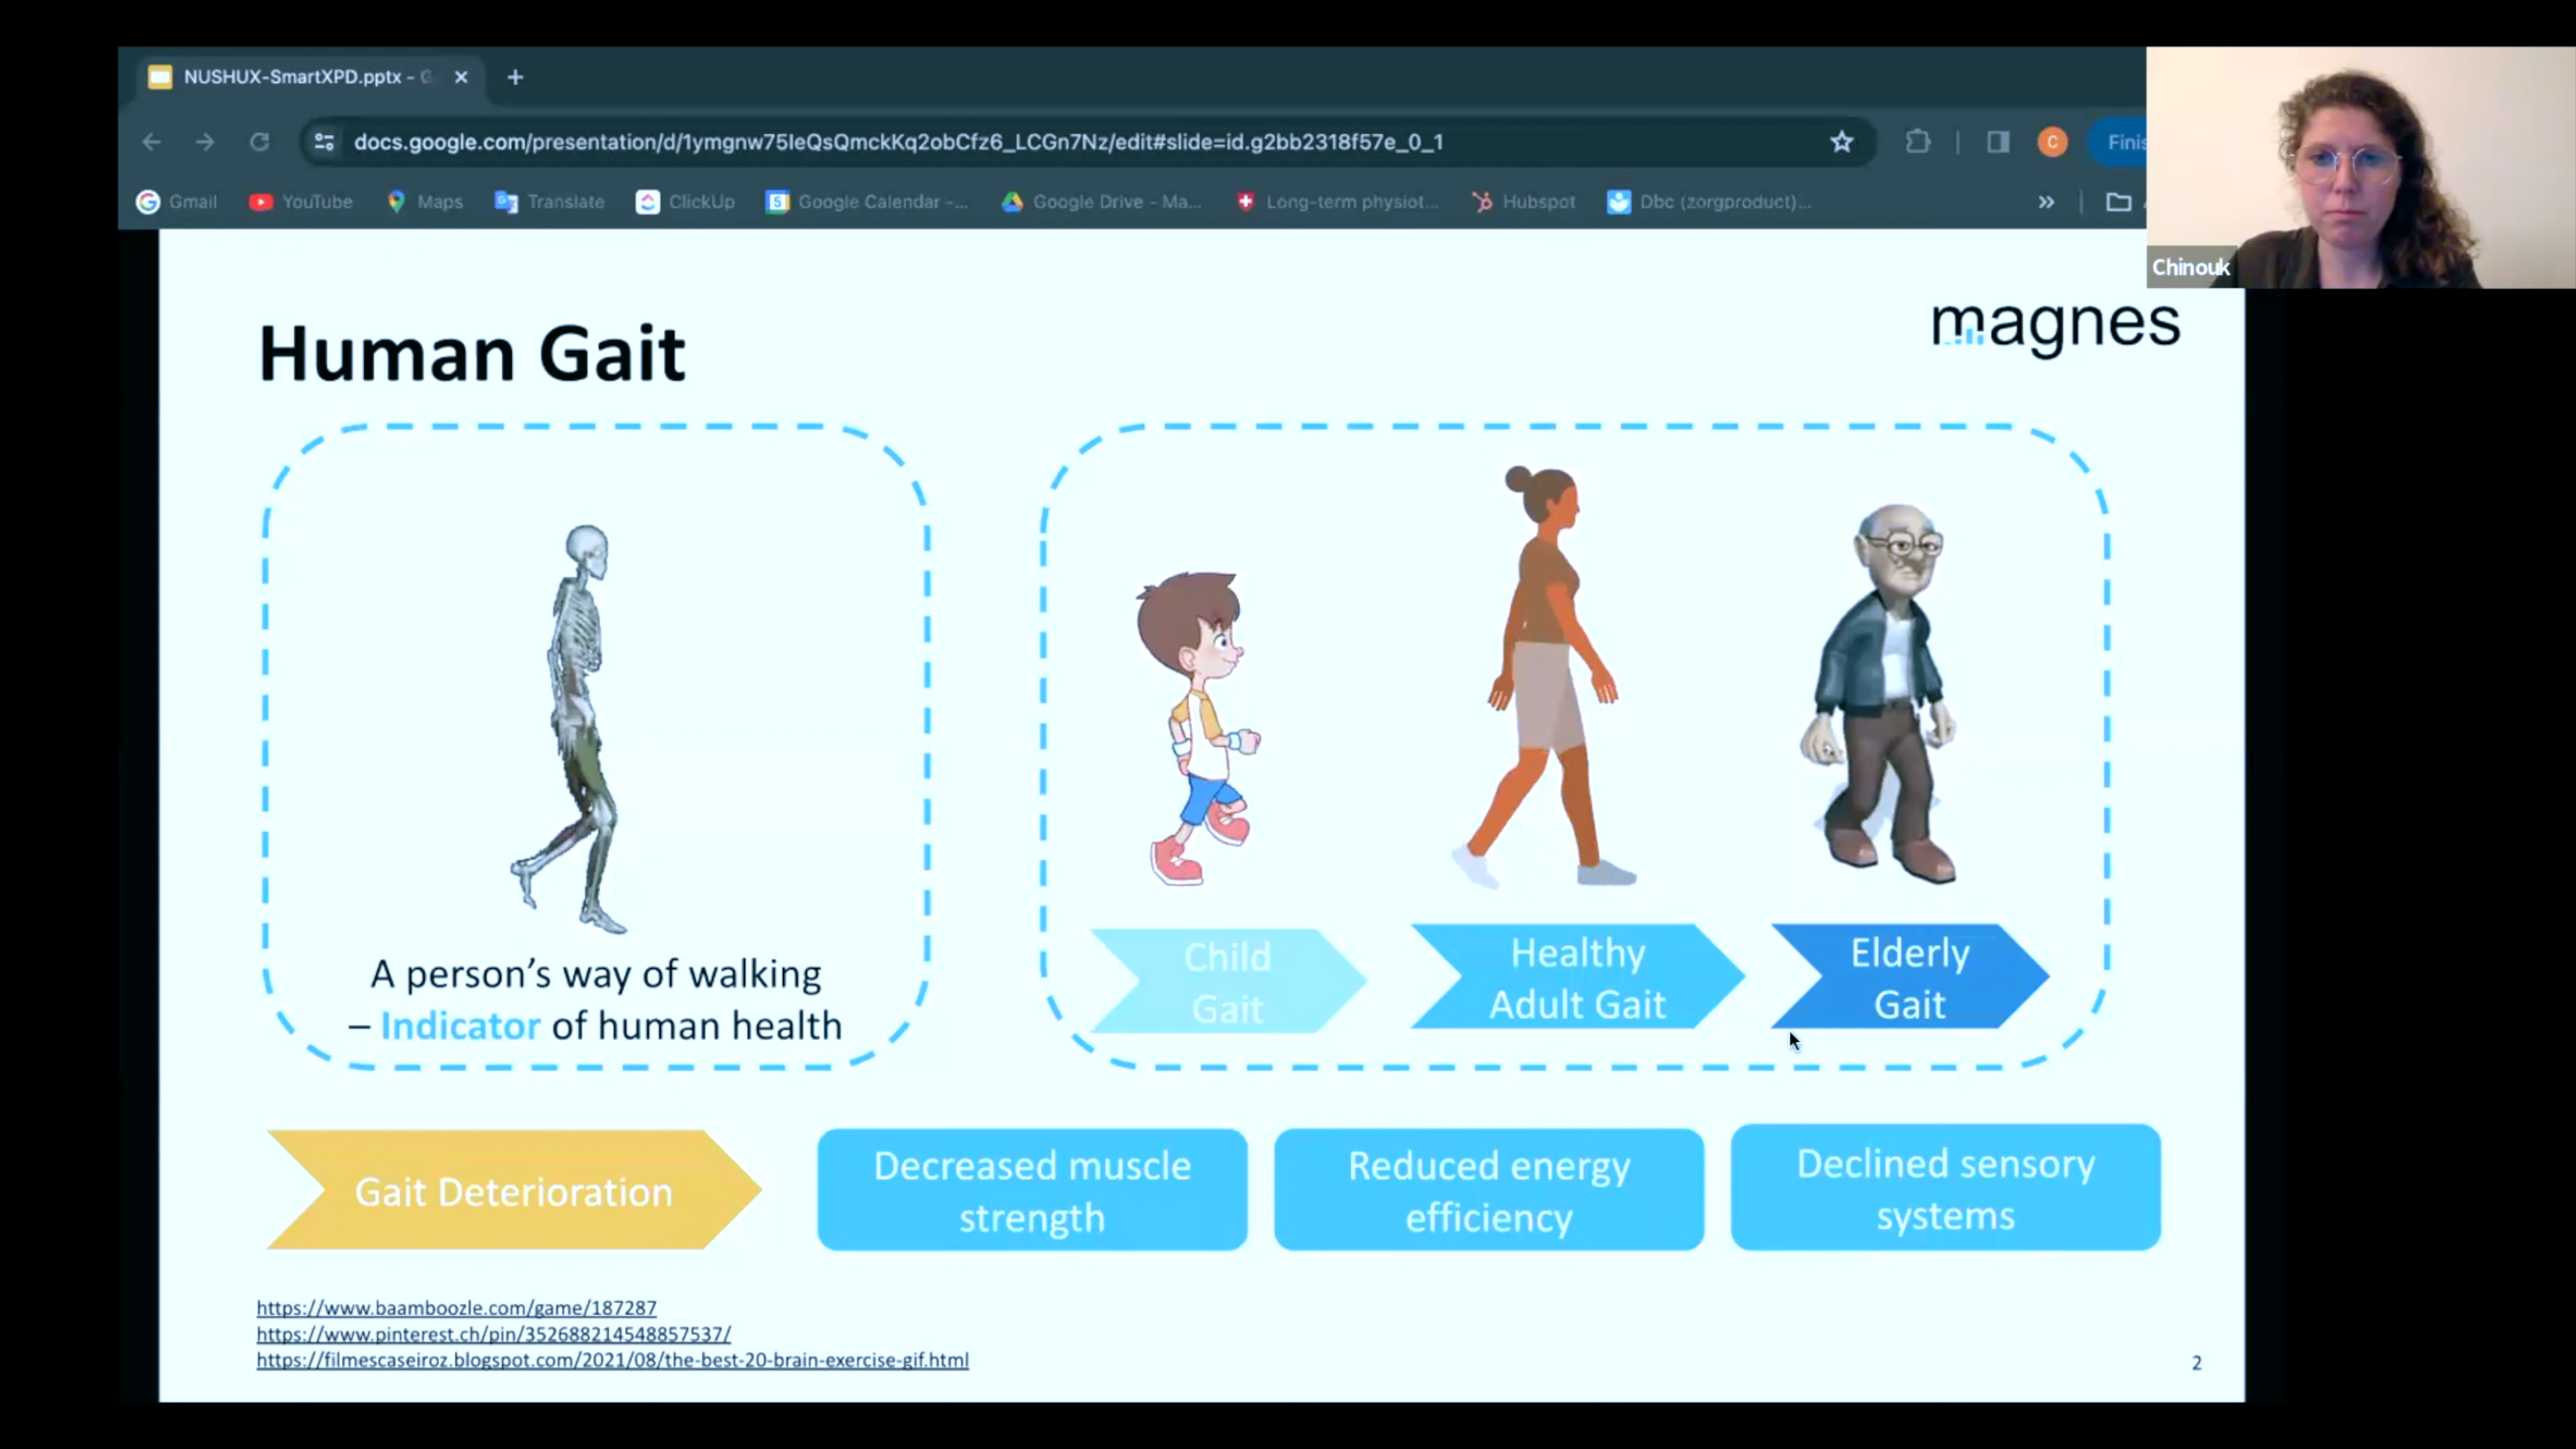 NUSHUX-SmartXPD.pptx - G
docs.google.com/presentation/d/1ymgnw75IeQsQmckKq2obCfz6_LCGn7Nz/edit#slide=id.g2bb2318f57e_0_1
C
Finis
Gmail
YouTube
Maps
Translate
ClickUp
5
Google Calendar -...
Google Drive - Ma...
Long-term physiot...
Hubspot
Dbc (zorgproduct)...
Chinouk
magnes
Human Gait
A person's way of walking
– Indicator of human health
Child
Gait
Healthy
Adult Gait
Elderly
Gait
Gait Deterioration
Decreased muscle
strength
Reduced energy
efficiency
Declined sensory
systems
https://www.baamboozle.com/game/187287
https://www.pinterest.ch/pin/352688214548857537/
https://filmescaseiroz.blogspot.com/2021/08/the-best-20-brain-exercise-gif.html
2